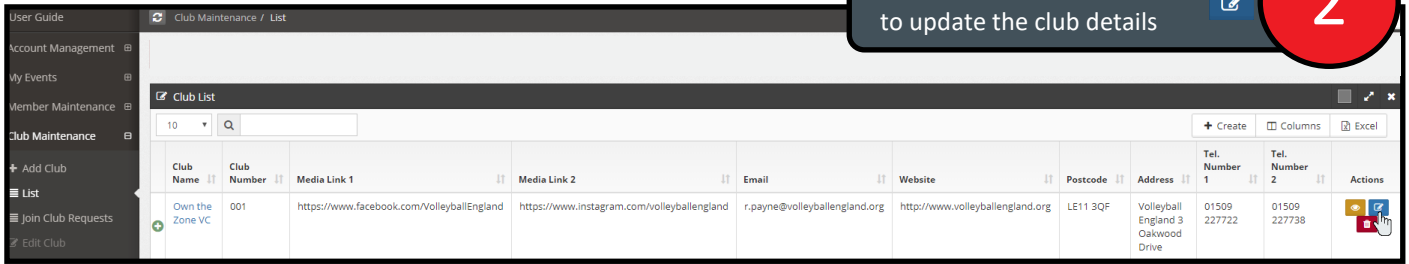 User Guide
Club Maintenance / List
to update the club details
2
Account Management
My Events
Member Maintenance
Club Maintenance
+ Add Club
List
Join Club Requests
Edit Club
Club List
10
+ Create
Columns
Excel
Club Name
Club Number
Media Link 1
Media Link 2
Email
Website
Postcode
Address
Tel. Number 1
Tel. Number 2
Actions
Own the Zone VC
001
https://www.facebook.com/VolleyballEngland
https://www.instagram.com/volleyballengland
r.payne@volleyballengland.org
http://www.volleyballengland.org
LE11 3QF
Volleyball England 3 Oakwood Drive
01509 227722
01509 227738